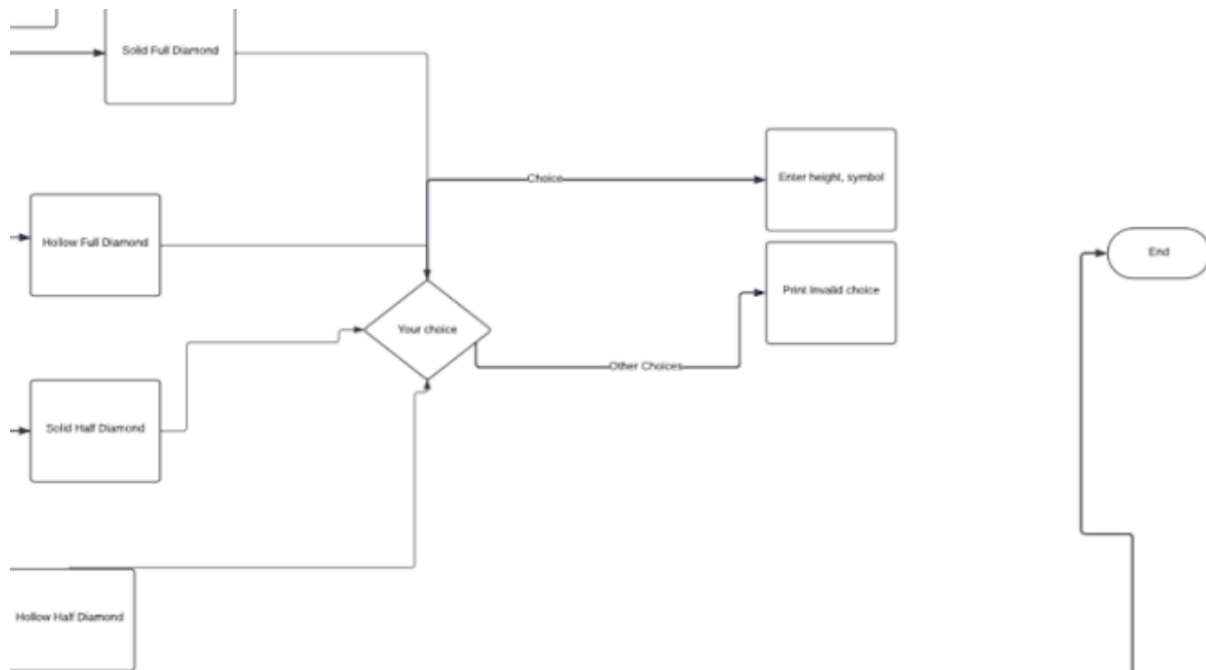 Solid Full Diamond
Choice
Enter height, symbol
Hollow Full Diamond
End
Print Invalid choice
Your choice
Other Choices
Solid Half Diamond
Hollow Half Diamond